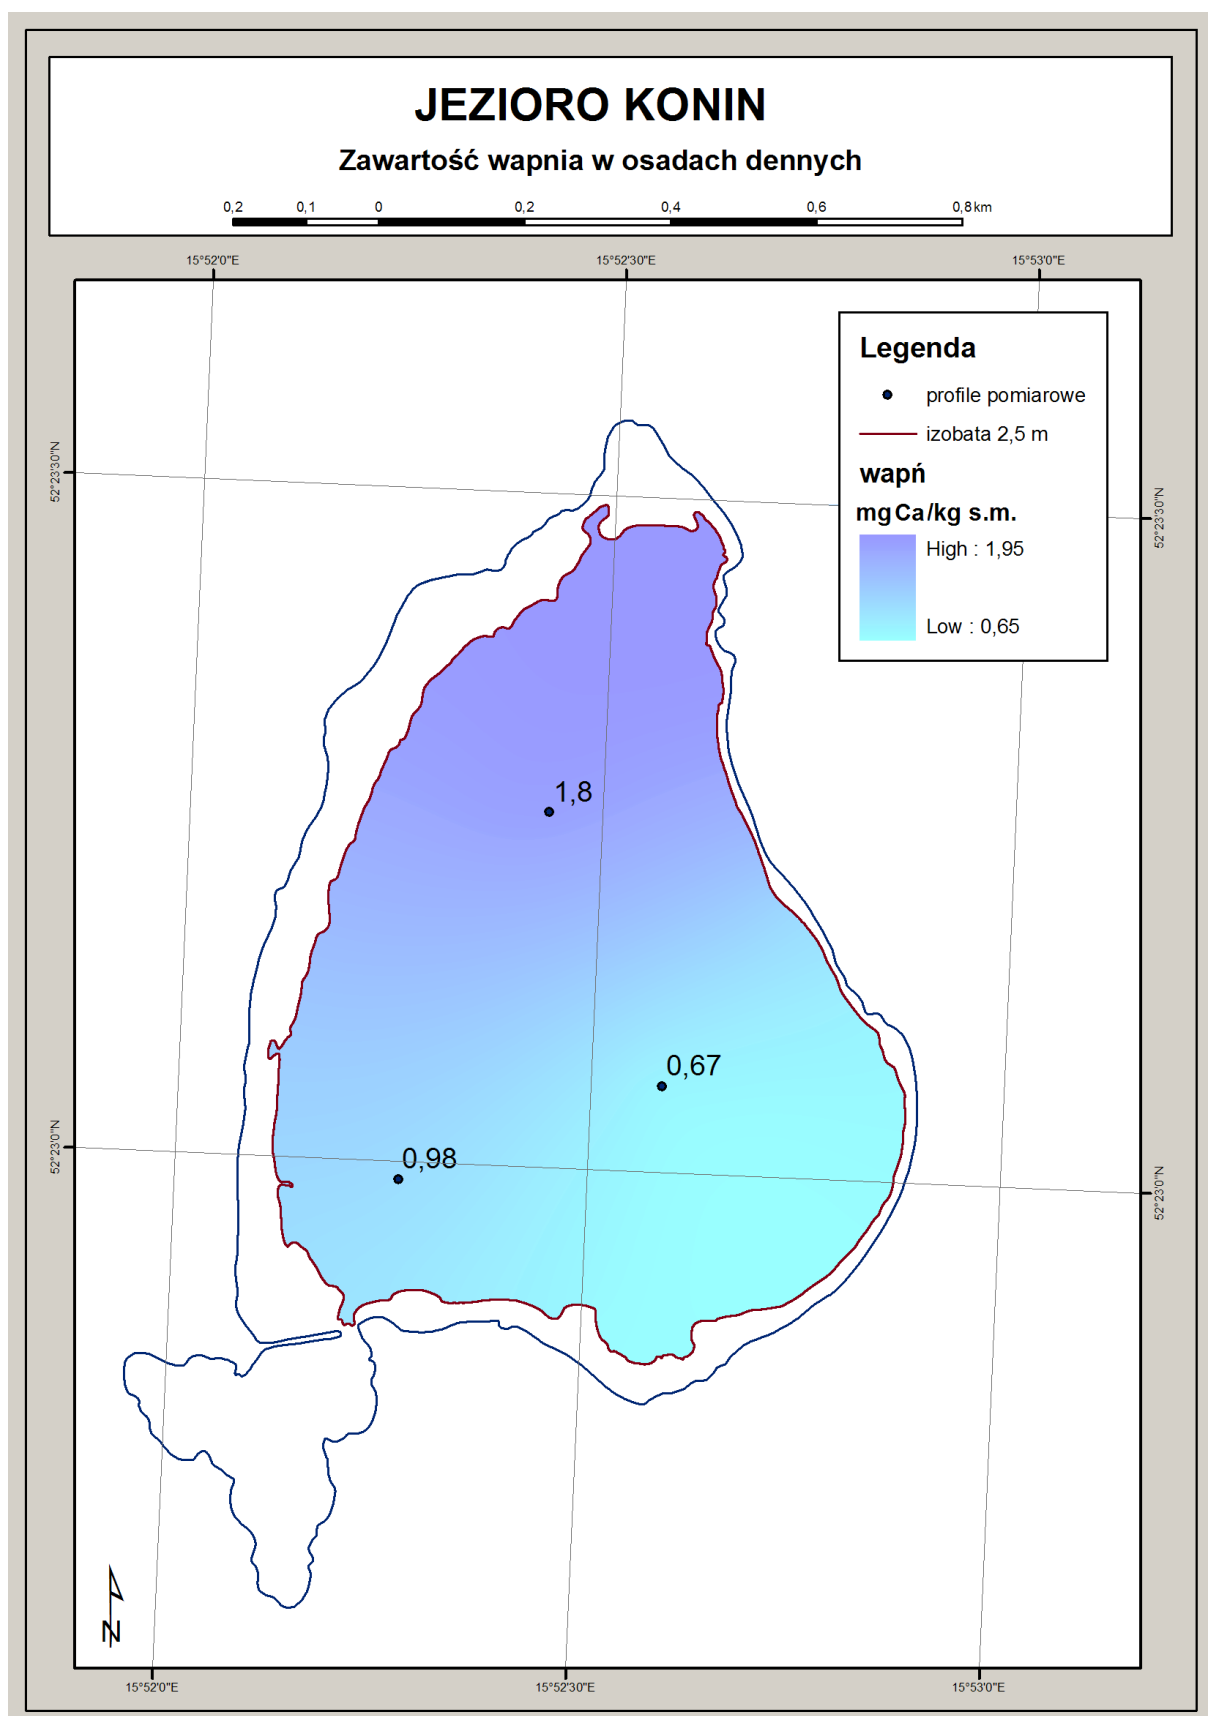 JEZIORO KONIN
Zawartość wapnia w osadach dennych
0,2 0,1 0 0,2 0,4 0,6 0,8 km
15°52'0"E 15°52'30"E 15°53'0"E
Legenda
profile pomiarowe
izobata 2,5 m
wapń
mg Ca/kg s.m.
High : 1,95
Low : 0,65
52°23'30"N
52°23'30"N
1,8
0,67
0,98
52°23'0"N
52°23'0"N
N
15°52'0"E 15°52'30"E 15°53'0"E